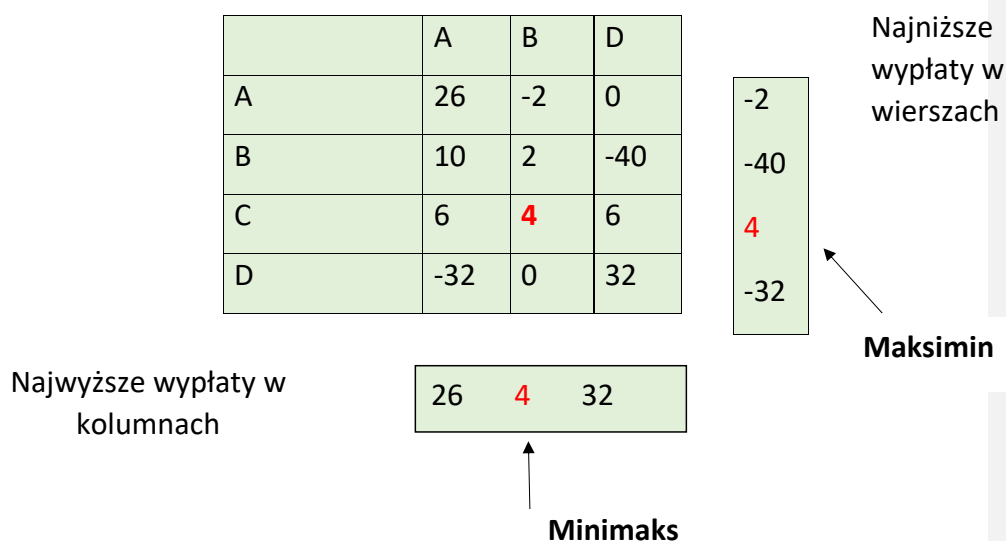 Najniższe
wypłaty w
wierszach
A B D
A 26 -2 0 -2
B 10 2 -40 -40
C 6 4 6 4
D -32 0 32 -32
Maksimin
Najwyższe wypłaty w
kolumnach
26 4 32
Minimaks